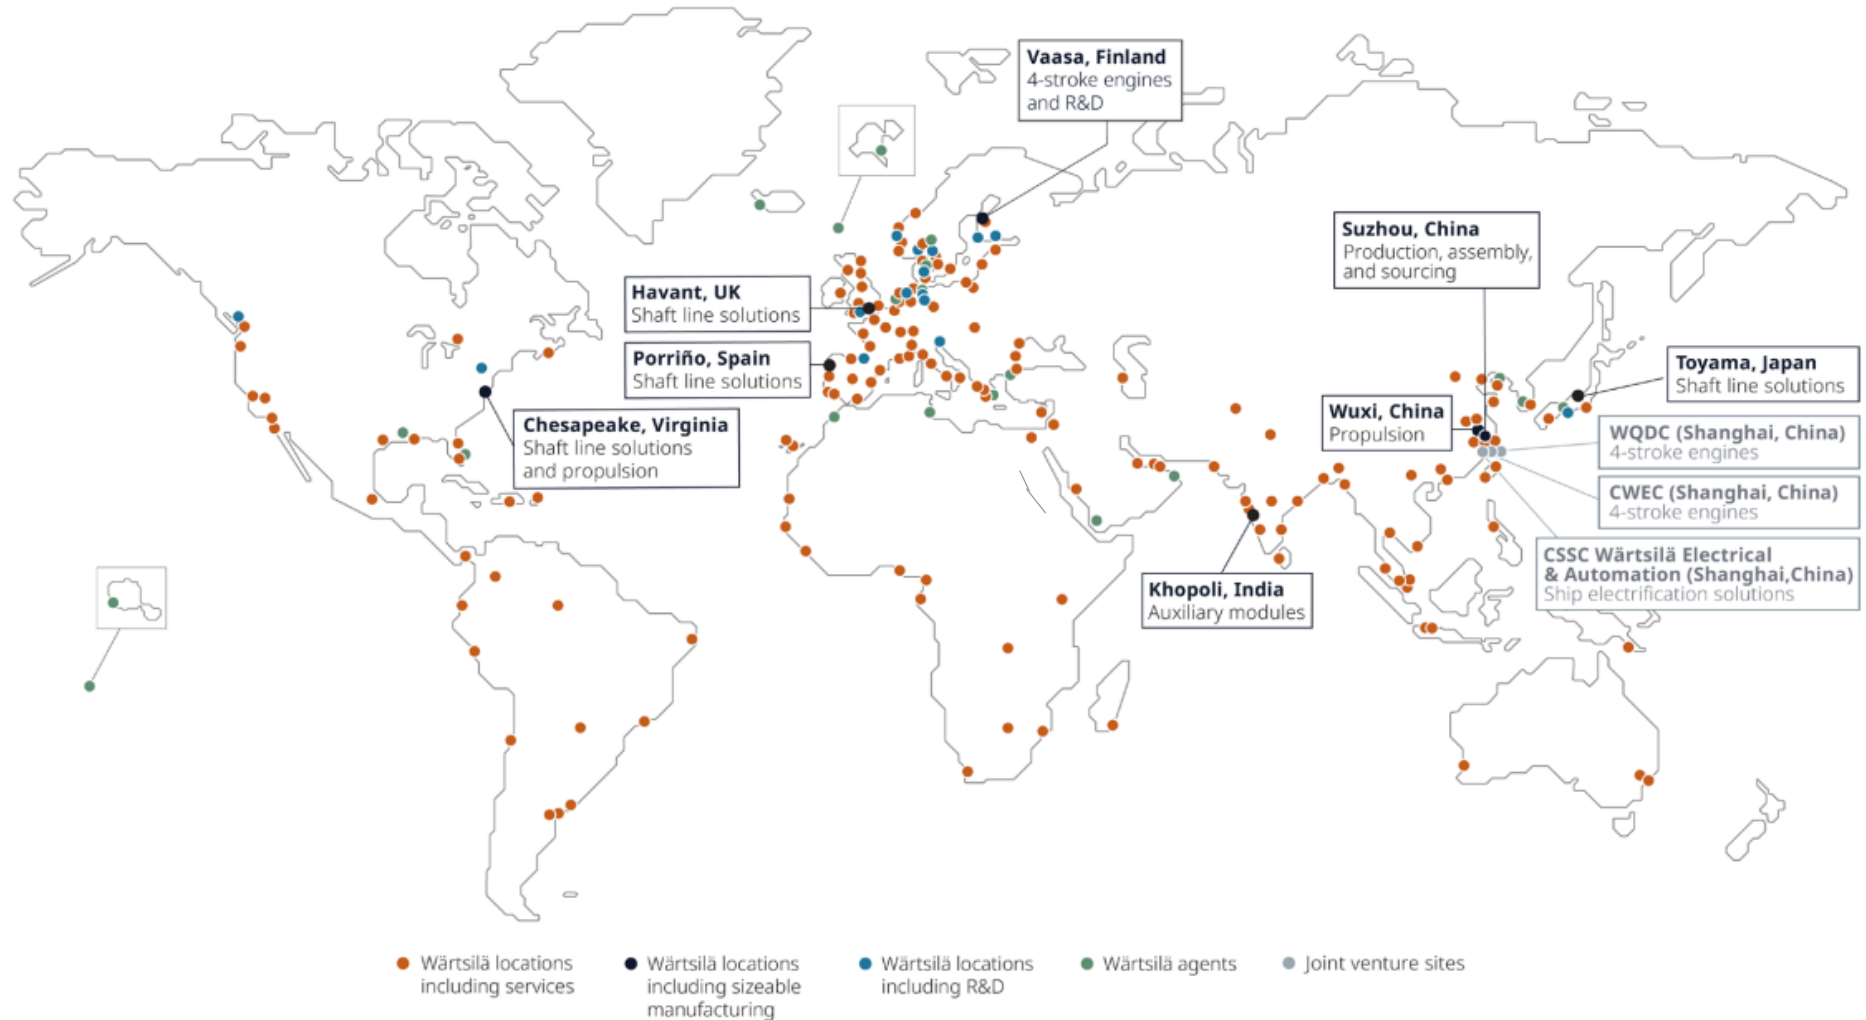 Vaasa, Finland
4-stroke engines
and R&D
Suzhou, China
Production, assembly,
and sourcing
Havant, UK
Shaft line solutions
Porriño, Spain
Shaft line solutions
Toyama, Japan
Shaft line solutions
Chesapeake, Virginia
Shaft line solutions
and propulsion
Wuxi, China
Propulsion
WQDC (Shanghai, China)
4-stroke engines
CWEC (Shanghai, China)
4-stroke engines
CSSC Wärtsilä Electrical
& Automation (Shanghai,China)
Ship electrification solutions
Khopoli, India
Auxiliary modules
Wärtsilä locations
including services
Wärtsilä locations
including sizeable
manufacturing
Wärtsilä locations
including R&D
Wärtsilä agents
Joint venture sites